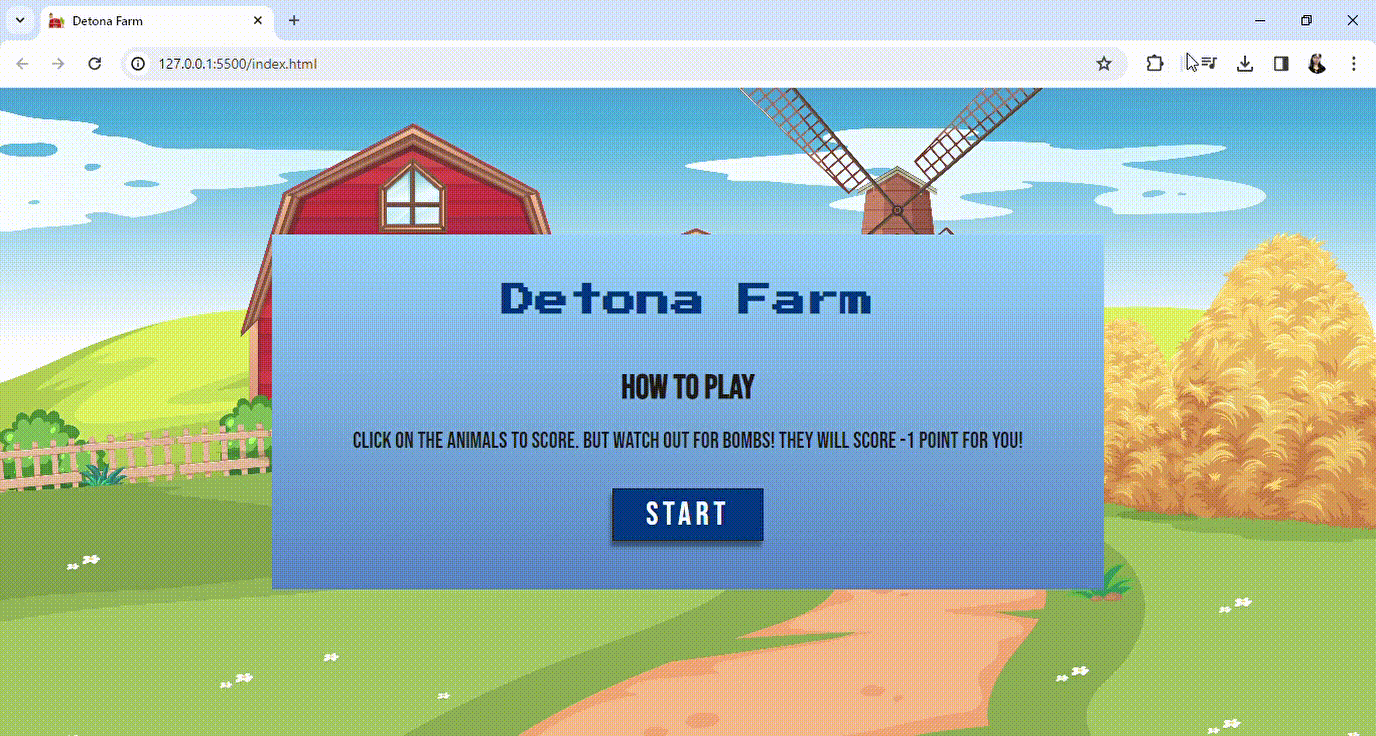 Detona Farm
127.0.0.1:5500/index.html
Detona Farm
HOW TO PLAY
CLICK ON THE ANIMALS TO SCORE. BUT WATCH OUT FOR BOMBS! THEY WILL SCORE -1 POINT FOR YOU!
START